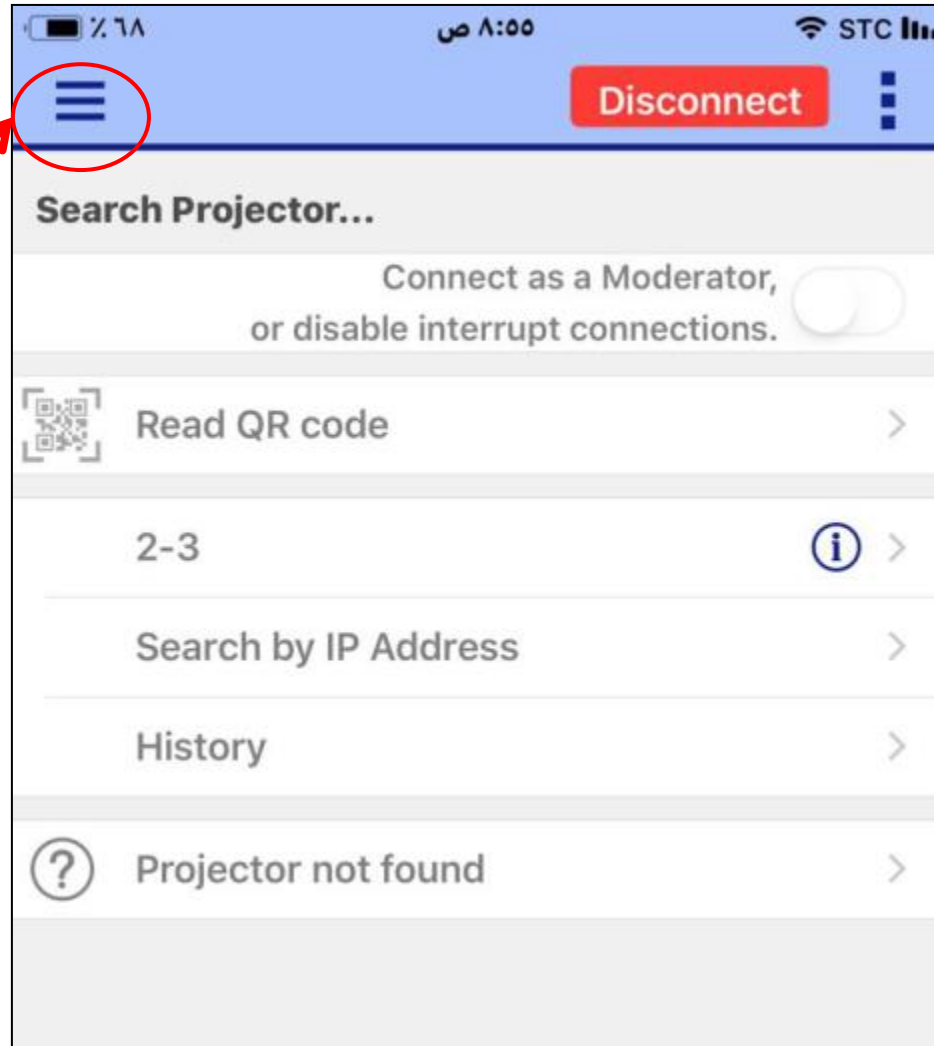 ٪ ٦٨ ٨:٥٥ ص STC
Disconnect
Search Projector...
Connect as a Moderator,
or disable interrupt connections.
Read QR code
2-3
Search by IP Address
History
Projector not found